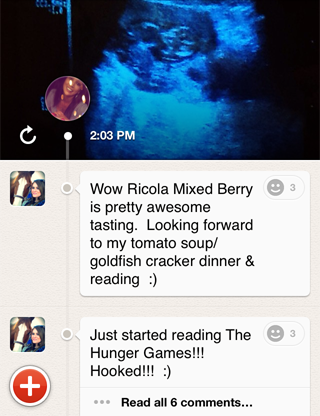 2:03 PM
Wow Ricola Mixed Berry 3
is pretty awesome
tasting.  Looking forward
to my tomato soup/
goldfish cracker dinner &
reading  :)
Just started reading The 3
Hunger Games!!!
Hooked!!!  :)
Read all 6 comments...